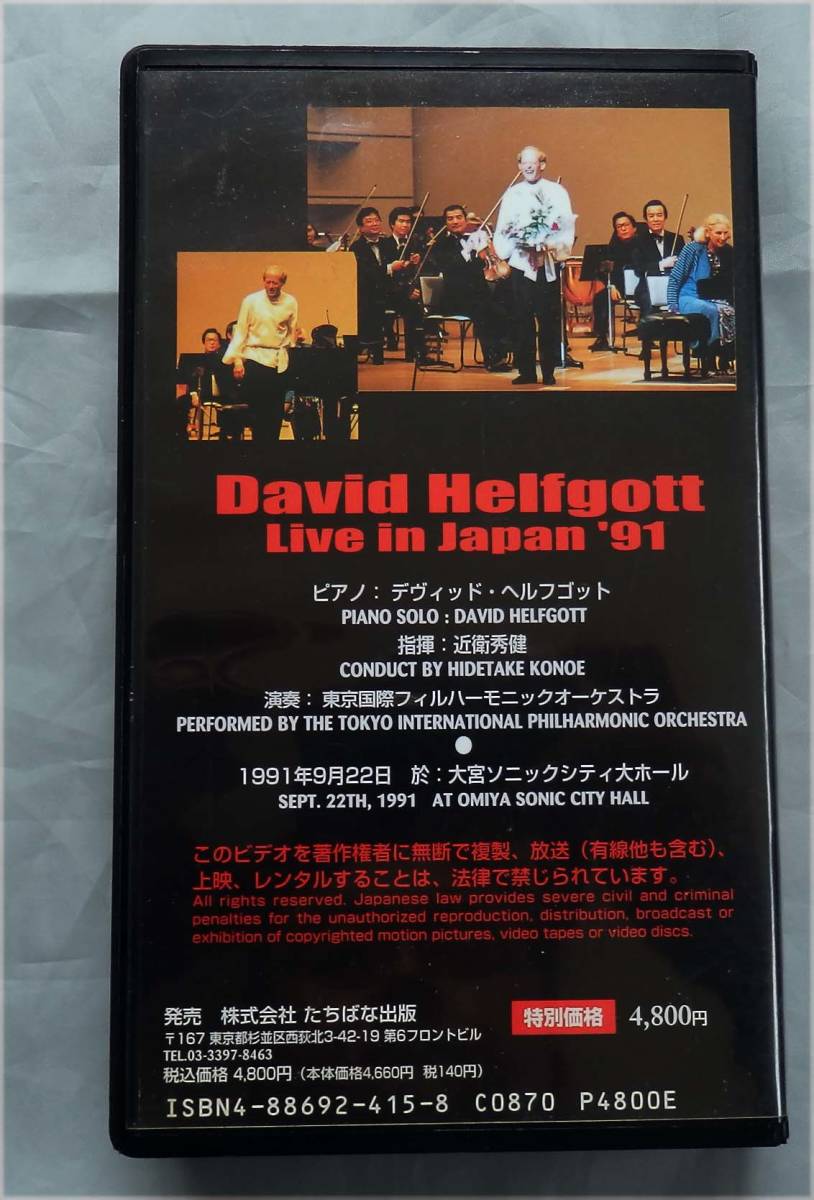 David Helfgott
Live in Japan '91
ピアノ：デヴィッド・ヘルフゴット
PIANO SOLO : DAVID HELFGOTT
指揮：近衛秀健
CONDUCT BY HIDETAKE KONOE
演奏：東京国際フィルハーモニックオーケストラ
PERFORMED BY THE TOKYO INTERNATIONAL PHILHARMONIC ORCHESTRA
1991年9月22日　於：大宮ソニックシティ大ホール
SEPT. 22TH, 1991 AT OMIYA SONIC CITY HALL
このビデオを著作権者に無断で複製、放送（有線他も含む）、
上映、レンタルすることは、法律で禁じられています。
All rights reserved. Japanese law provides severe civil and criminal
penalties for the unauthorized reproduction, distribution, broadcast or
exhibition of copyrighted motion pictures, video tapes or video discs.
発売　株式会社 たちばな出版
〒167 東京都杉並区西荻北3-42-19 第6フロントビル
TEL.03-3397-8463
税込価格 4,800円（本体価格4,660円 税140円）
特別価格 4,800円
ISBN4-88692-415-8 C0870 P4800E